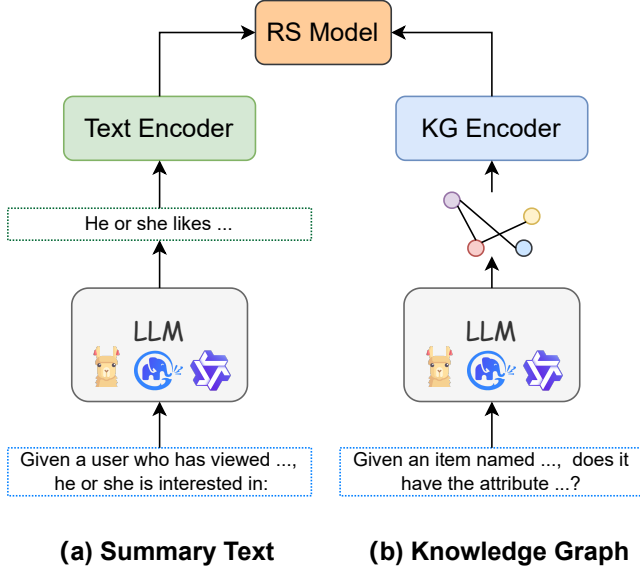 RS Model
Text Encoder
KG Encoder
He or she likes ...
LLM
LLM
Given a user who has viewed ...,
he or she is interested in:
Given an item named ...,  does it
have the attribute ...?
(a) Summary Text
(b) Knowledge Graph